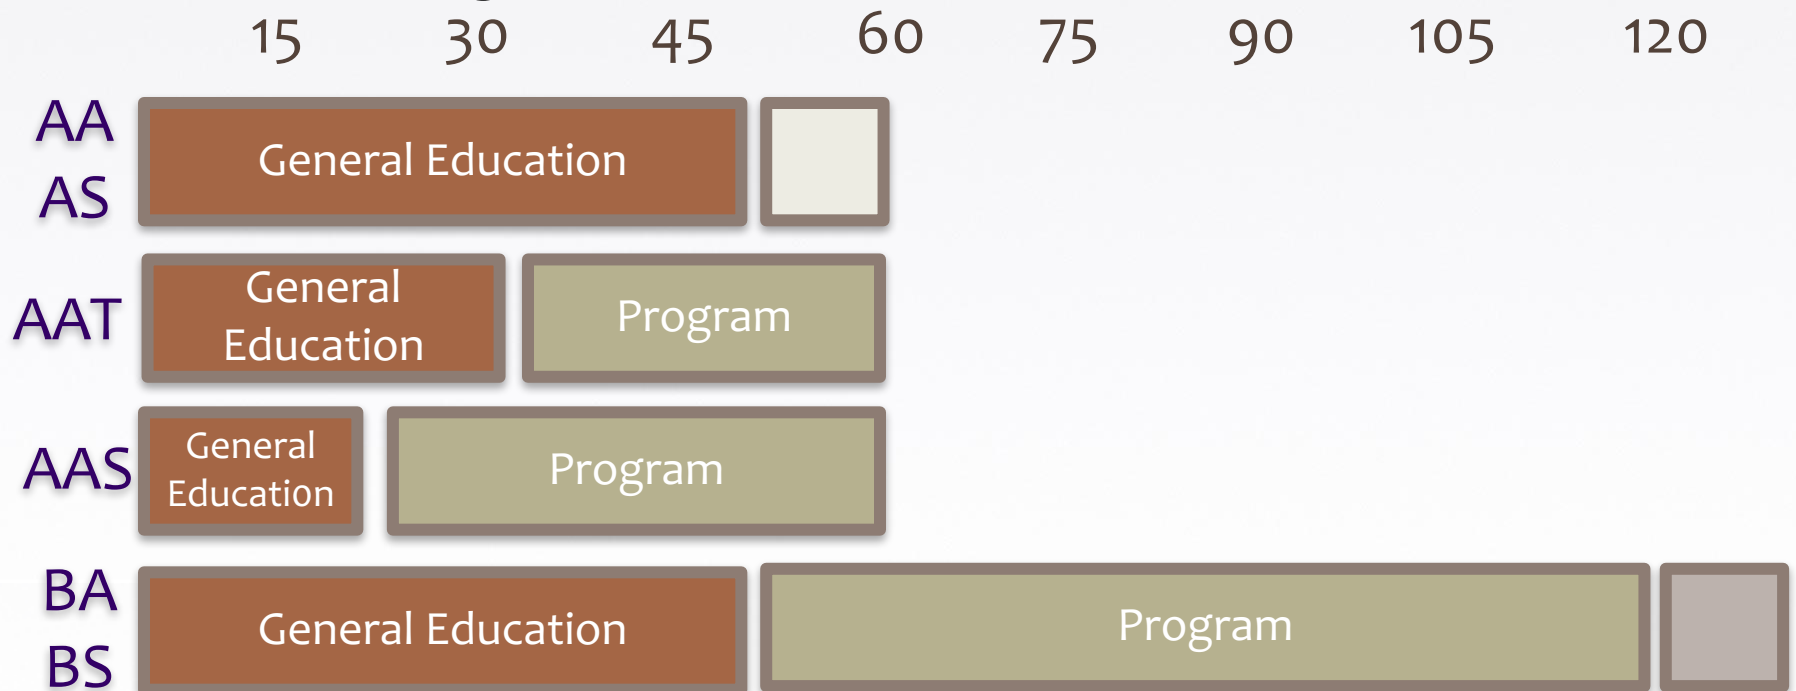 15 30 45 60 75 90 105 120
AA
AS
General Education
AAT
General
Education
Program
AAS
General
Education
Program
BA
BS
General Education
Program